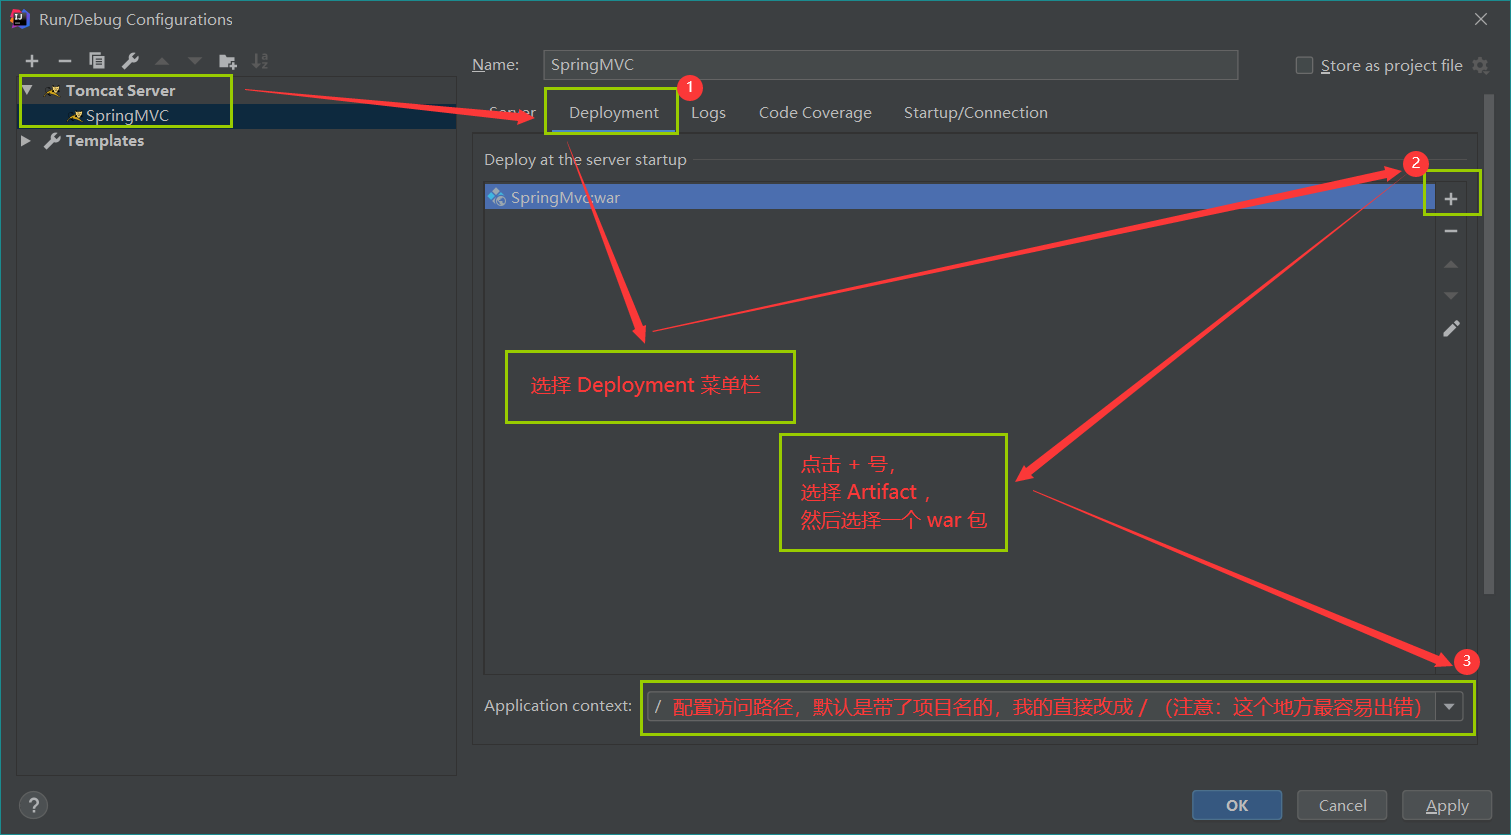 Run/Debug Configurations
Name: SpringMVC
Store as project file
Tomcat Server
SpringMVC
Templates
1
Server Deployment Logs Code Coverage Startup/Connection
Deploy at the server startup
2
SpringMvc:war
选择 Deployment 菜单栏
点击 + 号，
选择 Artifact ，
然后选择一个 war 包
3
Application context: / 配置访问路径，默认是带了项目名的，我的直接改成 / （注意：这个地方最容易出错）
? OK Cancel Apply